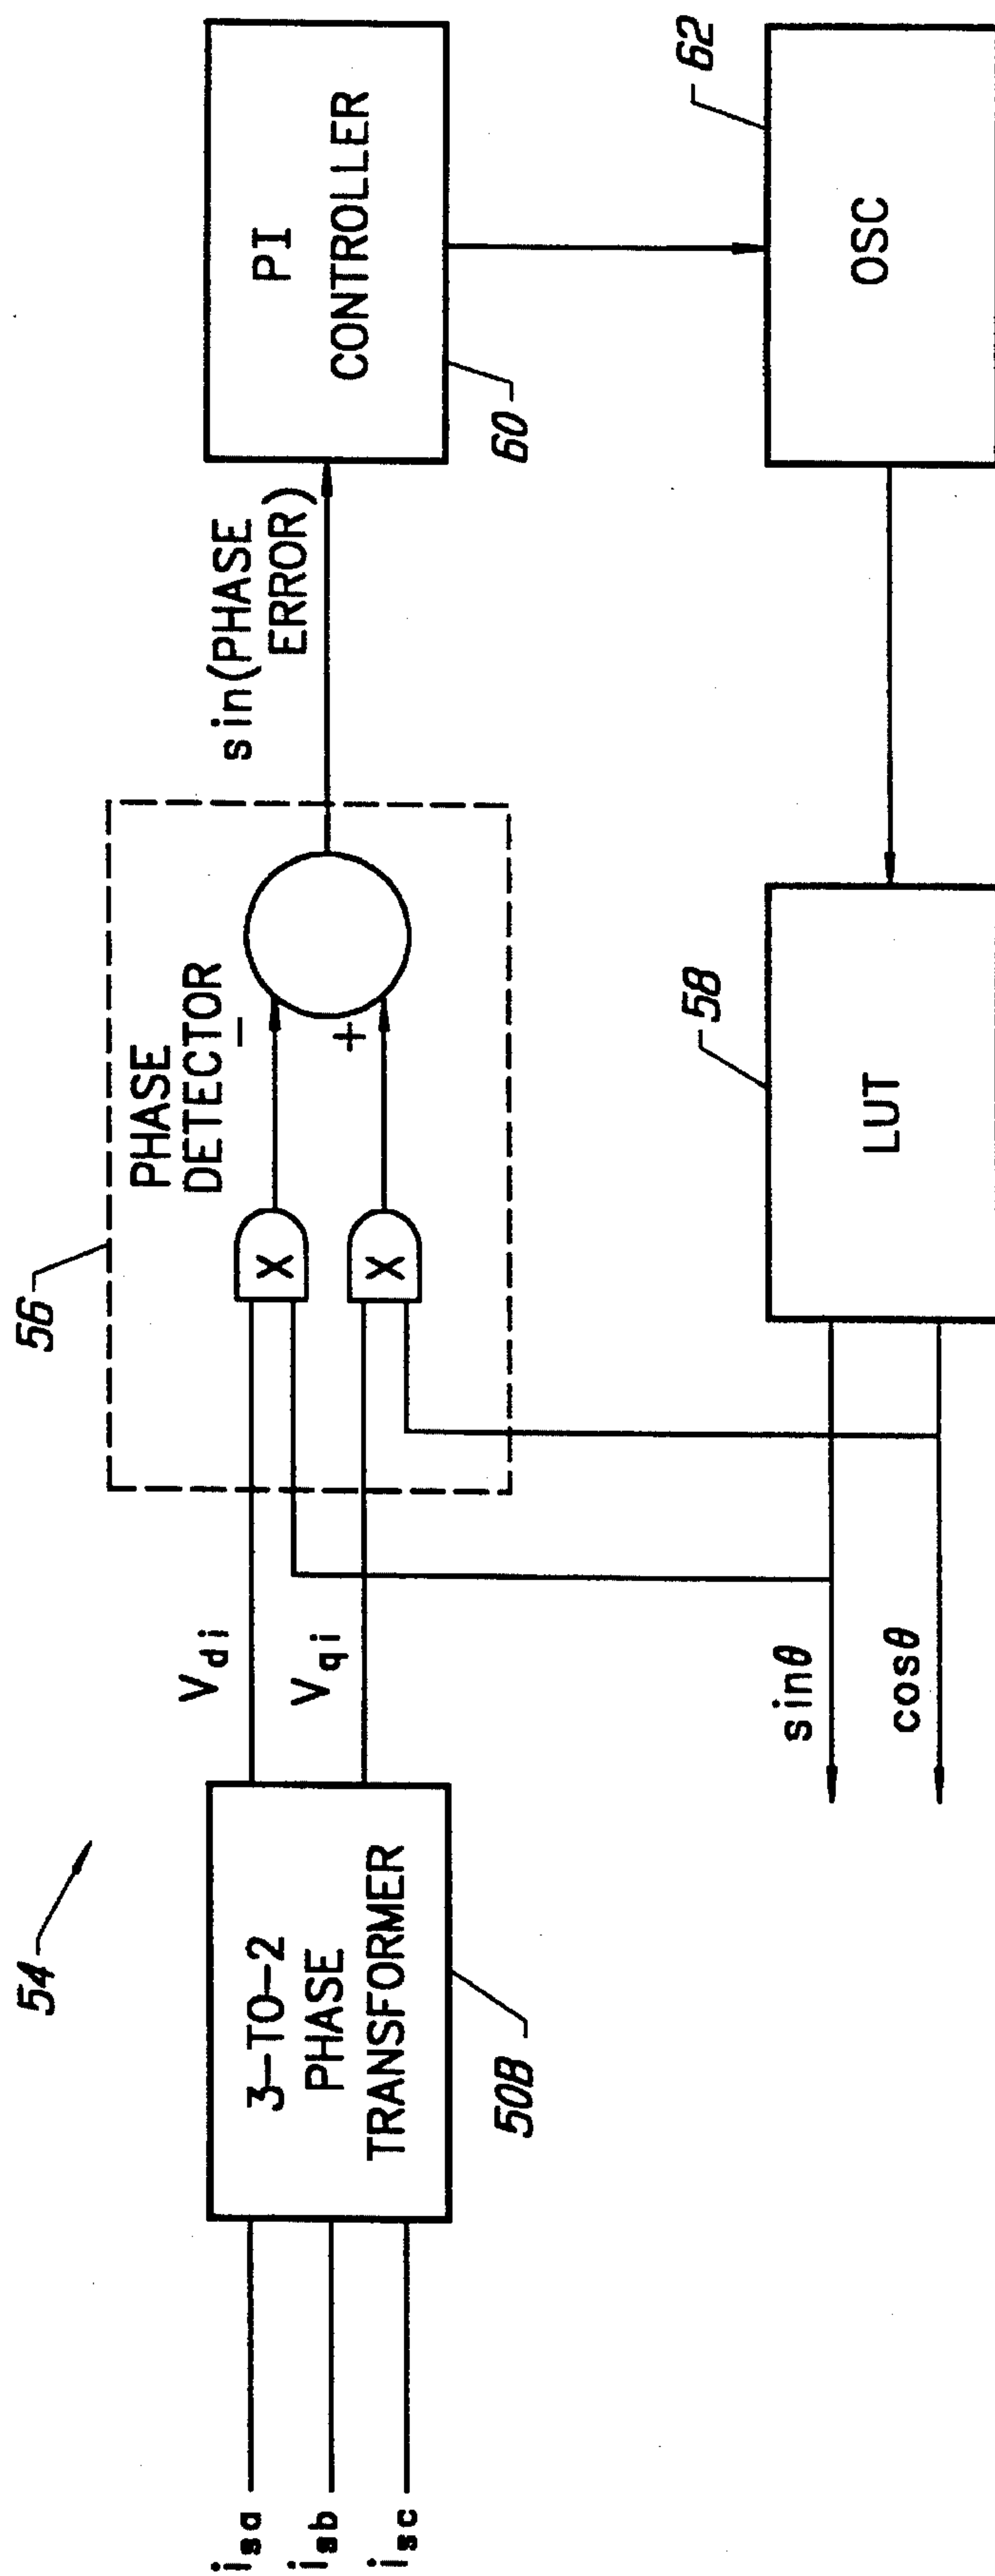 54
56
i_sa
i_sb
i_sc
3-TO-2
PHASE
TRANSFORMER
50B
V_di
V_qi
PHASE
DETECTOR
X
X
−
+
sin(PHASE
ERROR)
PI
CONTROLLER
60
62
OSC
58
LUT
sinθ
cosθ